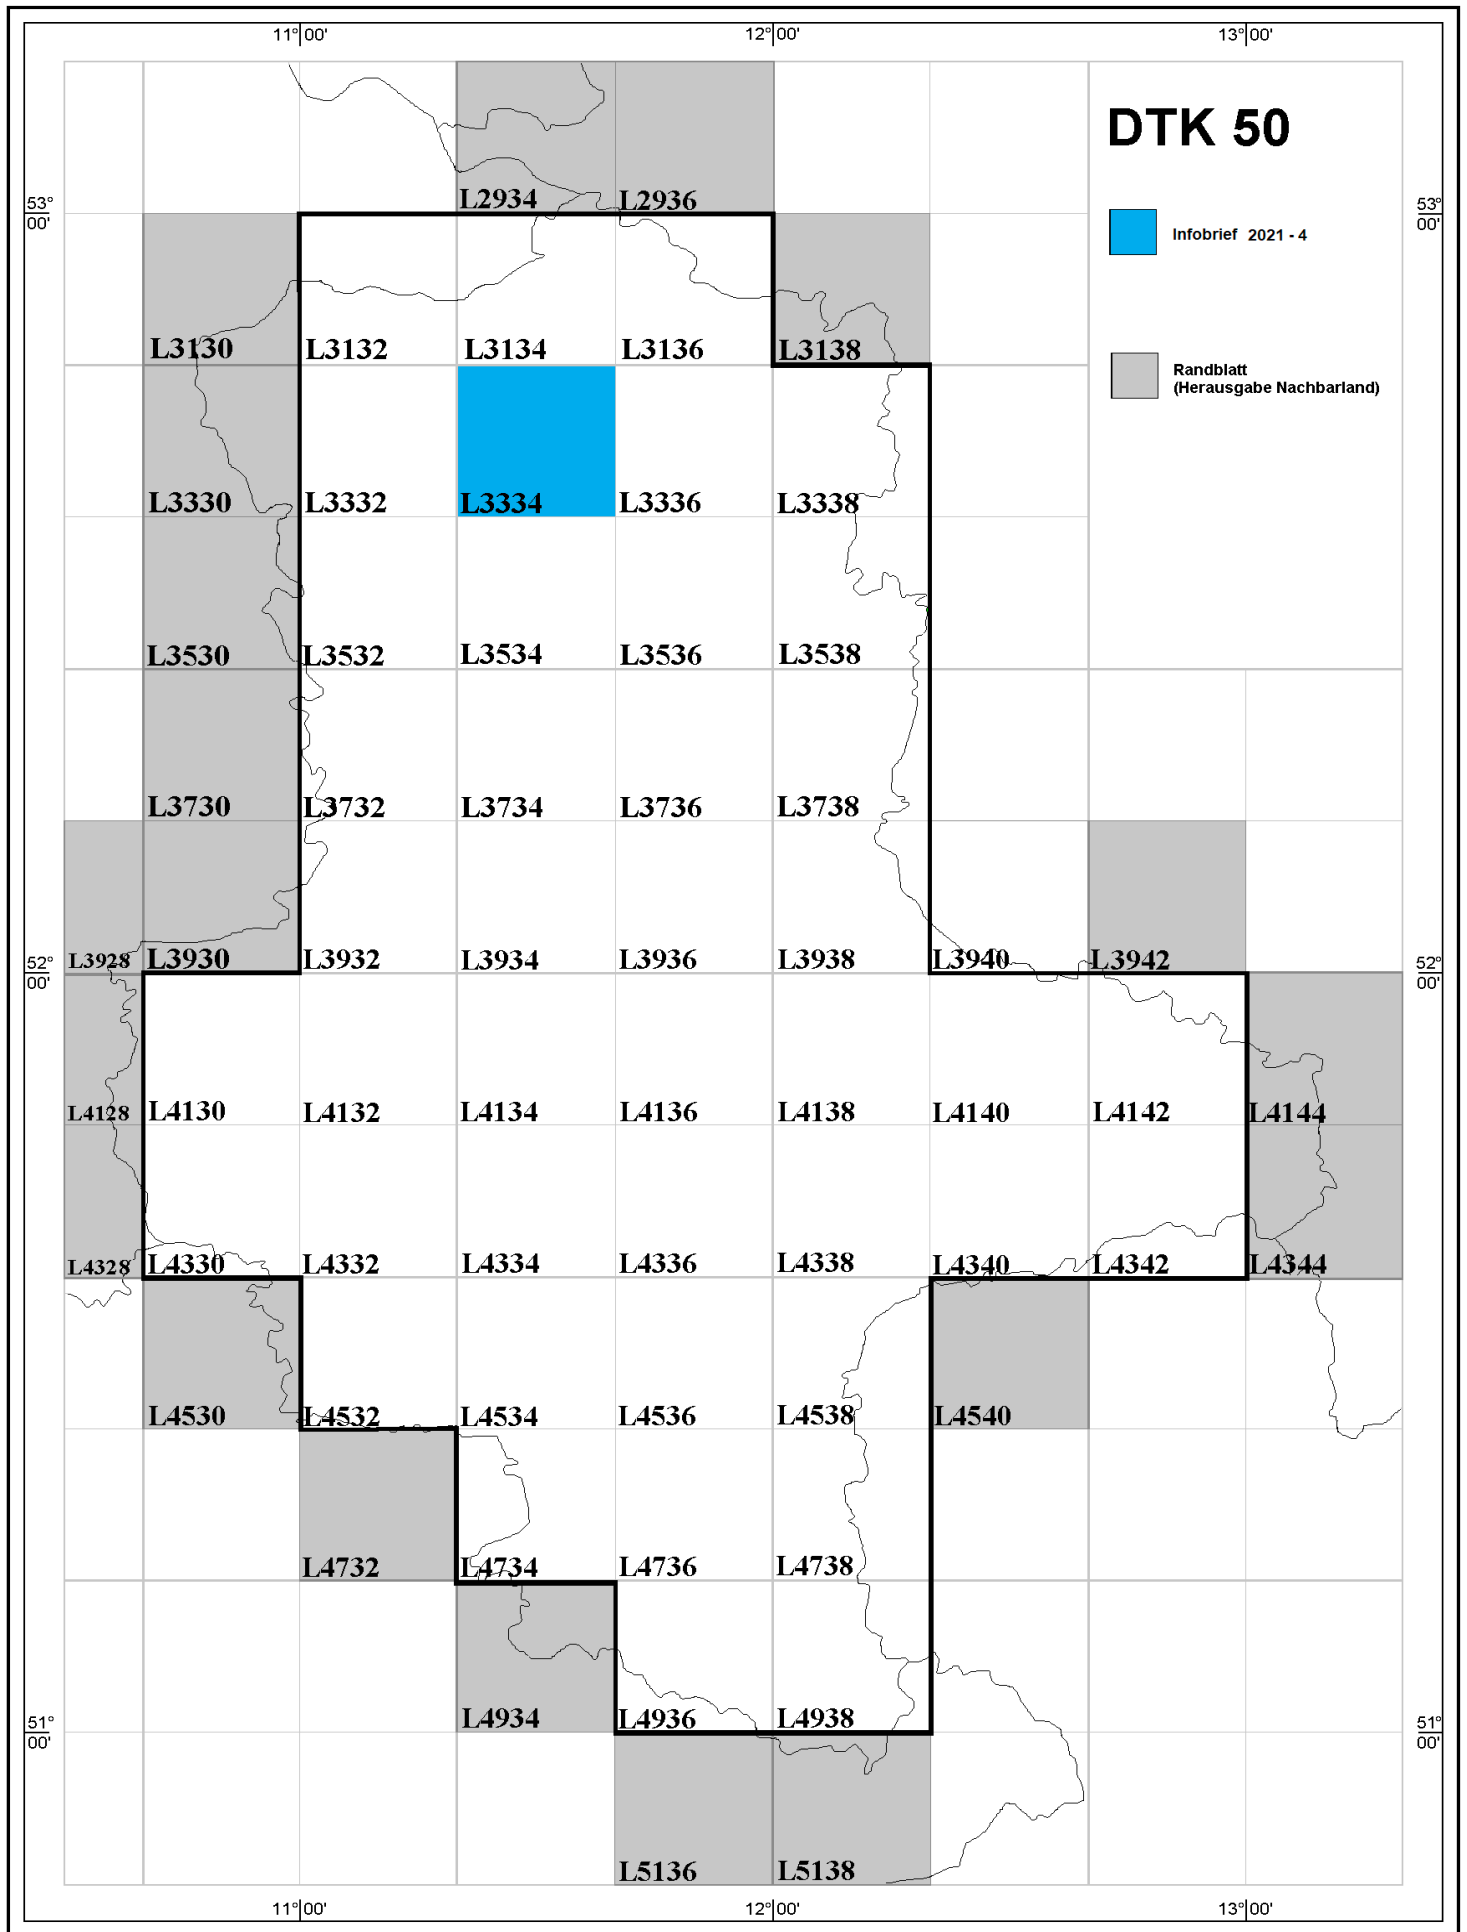 11°00' 12°00' 13°00'
DTK 50
L2934 L2936
53° 00' 53° 00'
Infobrief 2021 - 4
L3130 L3132 L3134 L3136 L3138
Randblatt
(Herausgabe Nachbarland)
L3330 L3332 L3334 L3336 L3338
L3530 L3532 L3534 L3536 L3538
L3730 L3732 L3734 L3736 L3738
L3928 L3930 L3932 L3934 L3936 L3938 L3940 L3942
52° 00' 52° 00'
L4128 L4130 L4132 L4134 L4136 L4138 L4140 L4142 L4144
L4328 L4330 L4332 L4334 L4336 L4338 L4340 L4342 L4344
L4530 L4532 L4534 L4536 L4538 L4540
L4732 L4734 L4736 L4738
L4934 L4936 L4938
51° 00' 51° 00'
L5136 L5138
11°00' 12°00' 13°00'